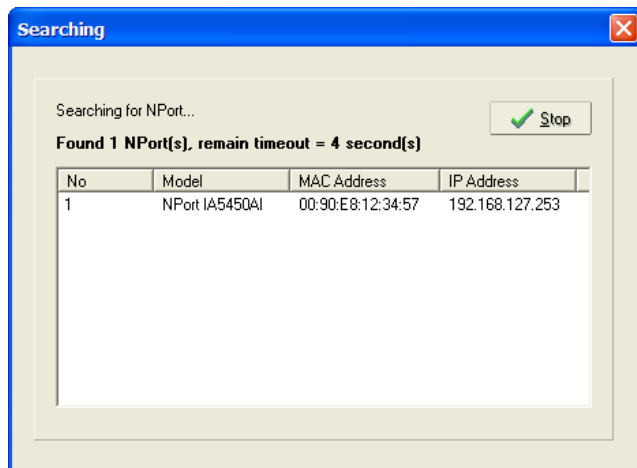 Searching
Searching for NPort...
Stop
Found 1 NPort(s), remain timeout = 4 second(s)
No Model MAC Address IP Address
1 NPort IA5450AI 00:90:E8:12:34:57 192.168.127.253